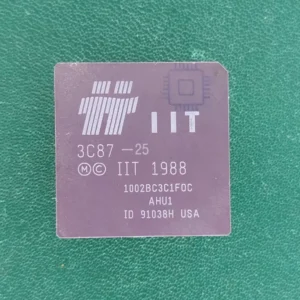 IIT
3C87-25
Ⓜ Ⓒ IIT 1988
1002BC3C1F0C
AHU1
ID 91038H USA